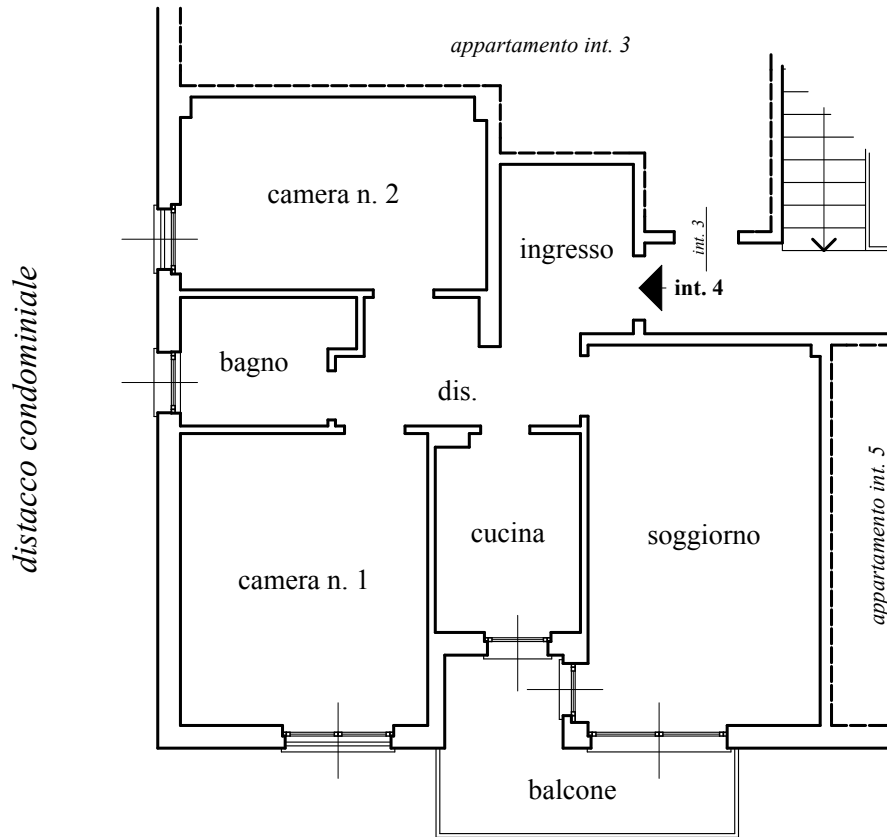 appartamento int. 3
camera n. 2
ingresso
int. 3
int. 4
distacco condominiale
bagno
dis.
cucina
soggiorno
appartamento int. 5
camera n. 1
balcone